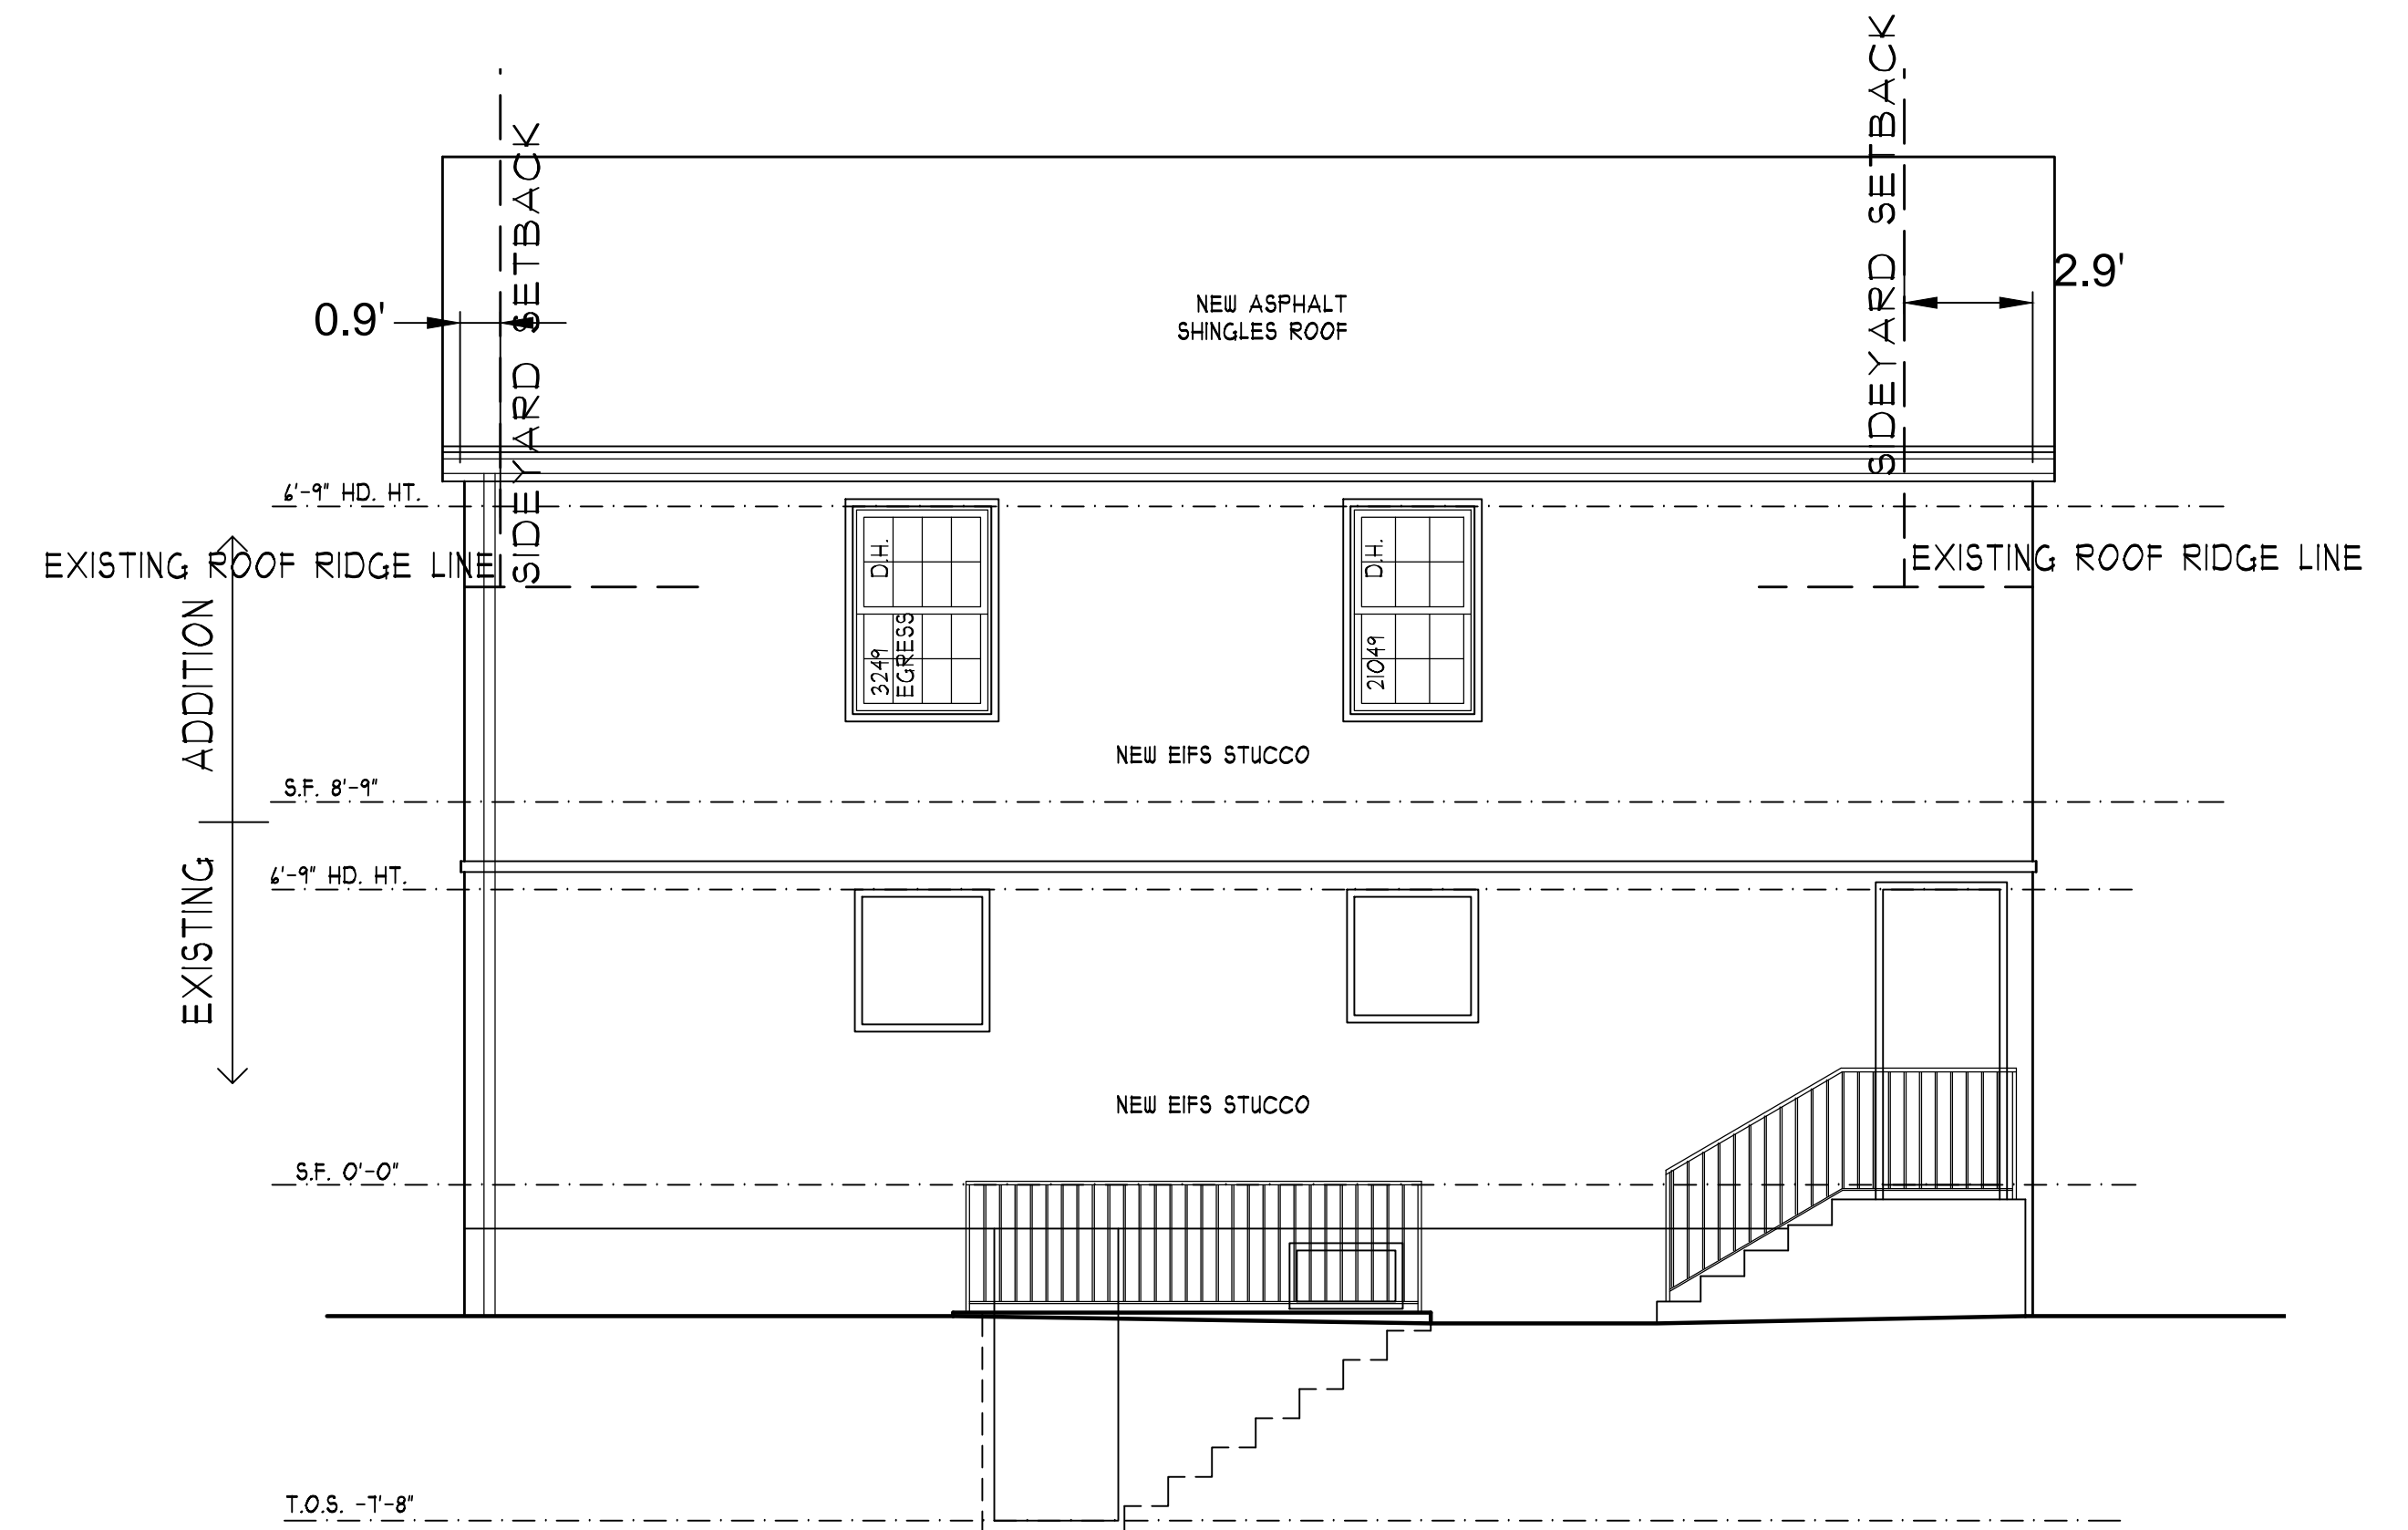 SIDEYARD SETBACK
SIDEYARD SETBACK
0.9'
2.9'
NEW ASPHALT
SHINGLES ROOF
6'-9" HD. HT.
EXISTING ROOF RIDGE LINE
EXISTING ROOF RIDGE LINE
D.H.
3249
EGRESS
D.H.
21049
ADDITION
NEW EIFS STUCCO
S.F. 8'-9"
6'-9" HD. HT.
EXISTING
NEW EIFS STUCCO
S.F. 0'-0"
T.O.S. -7'-8"